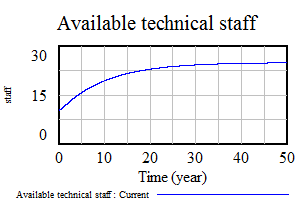 Available technical staff
30
staff
15
0
0 10 20 30 40 50
Time (year)
Available technical staff : Current